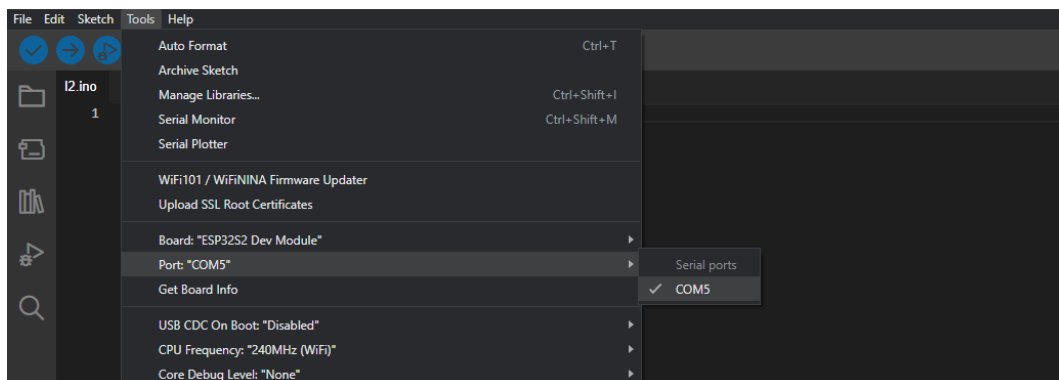 File Edit Sketch Tools Help
Auto Format Ctrl+T
Archive Sketch
l2.ino
Manage Libraries... Ctrl+Shift+I
1
Serial Monitor Ctrl+Shift+M
Serial Plotter
WiFi101 / WiFiNINA Firmware Updater
Upload SSL Root Certificates
Board: "ESP32S2 Dev Module"
Port: "COM5"
Serial ports
Get Board Info
COM5
USB CDC On Boot: "Disabled"
CPU Frequency: "240MHz (WiFi)"
Core Debug Level: "None"